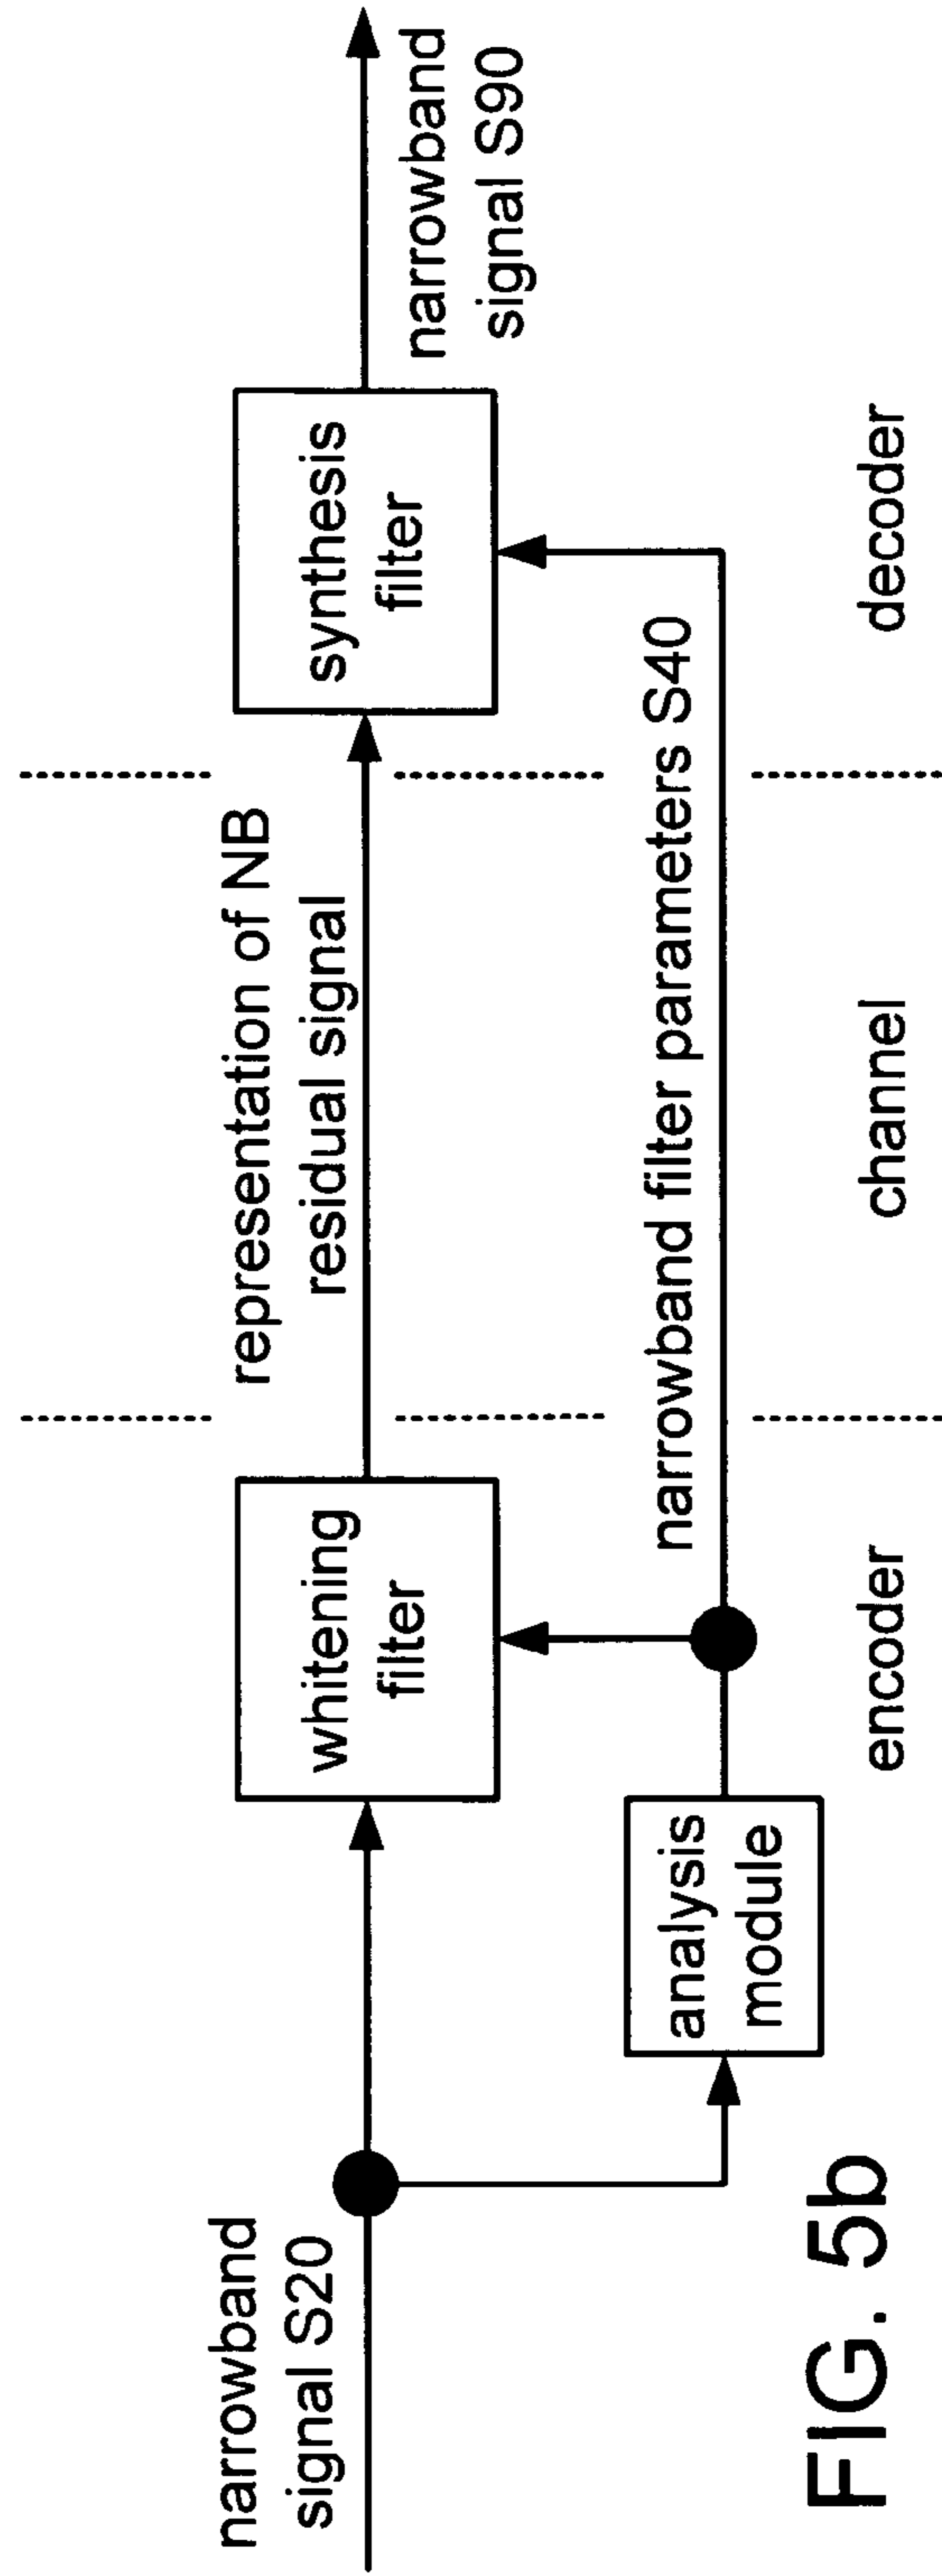 narrowband
signal S20
whitening
filter
analysis
module
representation of NB
residual signal
narrowband filter parameters S40
synthesis
filter
narrowband
signal S90
encoder
channel
decoder
FIG. 5b